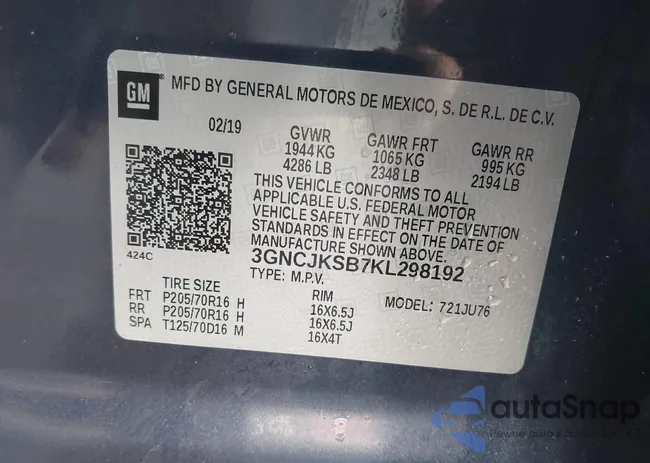 GM
MFD BY GENERAL MOTORS DE MEXICO, S. DE R.L. DE C.V.
02/19 GVWR GAWR FRT GAWR RR
1944 KG 1065 KG 995 KG
4286 LB 2348 LB 2194 LB
THIS VEHICLE CONFORMS TO ALL
APPLICABLE U.S. FEDERAL MOTOR
VEHICLE SAFETY AND THEFT PREVENTION
STANDARDS IN EFFECT ON THE DATE OF
MANUFACTURE SHOWN ABOVE.
424C
3GNCJKSB7KL298192
TYPE: M.P.V.
TIRE SIZE RIM MODEL: 721JU76
FRT P205/70R16 H 16X6.5J
RR P205/70R16 H 16X6.5J
SPA T125/70D16 M 16X4T
autaSnap